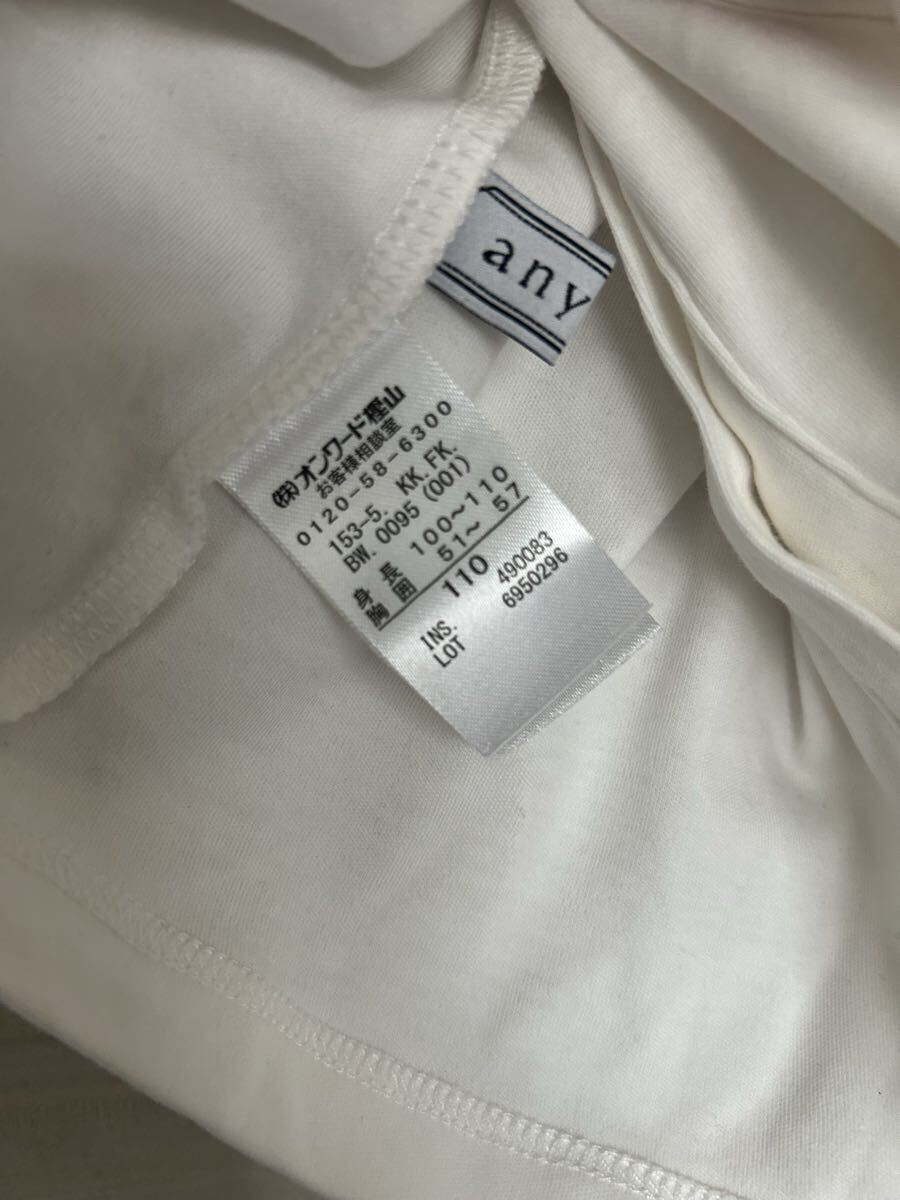 any
㈱オンワード樫山
お客様相談室
0120-58-6300
153-5. KK.FK.
BW. 0095 (001)
身長 100〜110
胸囲 51〜 57
110
INS. 490083
LOT 6950296